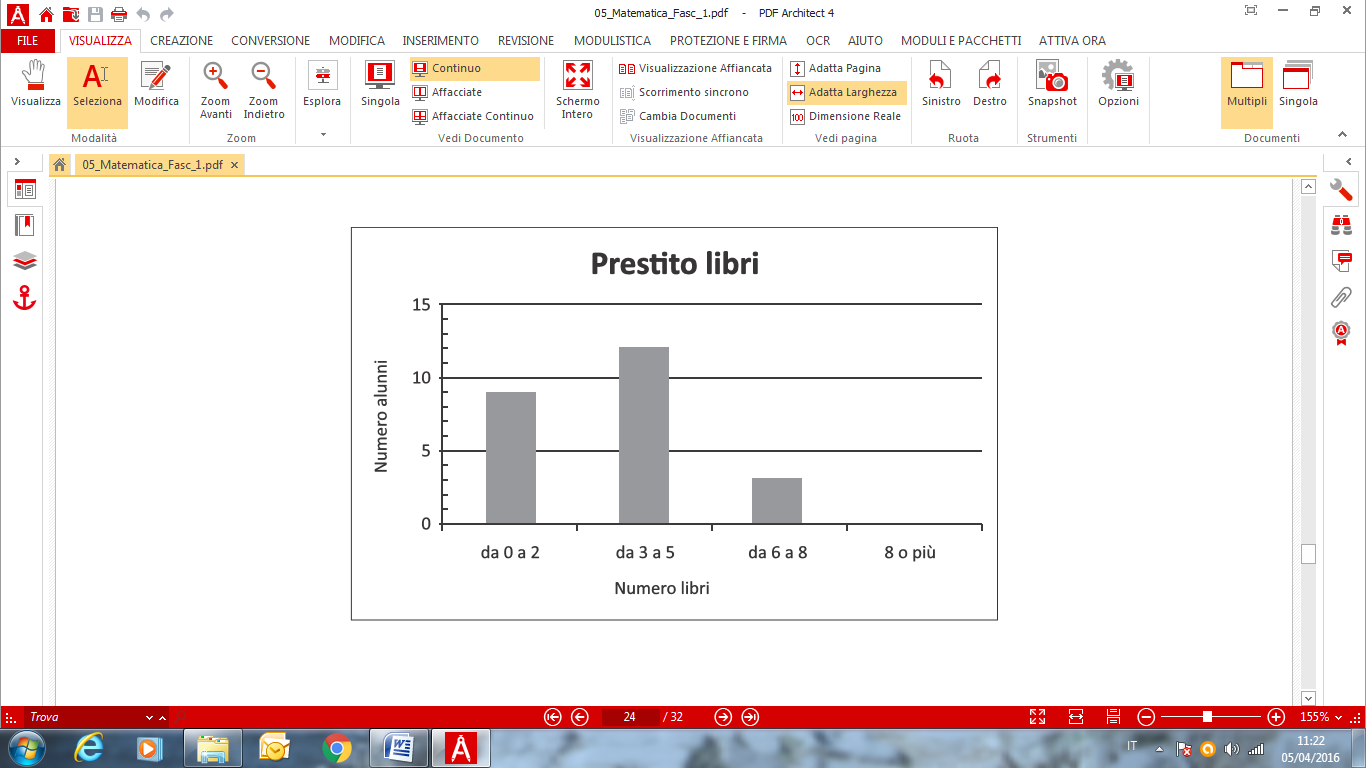 05_Matematica_Fasc_1.pdf - PDF Architect 4
FILE VISUALIZZA CREAZIONE CONVERSIONE MODIFICA INSERIMENTO REVISIONE MODULISTICA PROTEZIONE E FIRMA OCR AIUTO MODULI E PACCHETTI ATTIVA ORA
Visualizza Seleziona Modifica
Modalità
Zoom Avanti Zoom Indietro
Zoom
Esplora
Singola
Continuo
Affacciate
Affacciate Continuo
Vedi Documento
Schermo Intero
Visualizzazione Affiancata
Scorrimento sincrono
Cambia Documenti
Visualizzazione Affiancata
Adatta Pagina
Adatta Larghezza
100 Dimensione Reale
Vedi pagina
Sinistro Destro
Ruota
Snapshot
Strumenti
Opzioni
Multipli Singola
Documenti
05_Matematica_Fasc_1.pdf
Prestito libri
15
10
5
0
Numero alunni
da 0 a 2 da 3 a 5 da 6 a 8 8 o più
Numero libri
Trova
24 / 32
155%
IT
11:22
05/04/2016